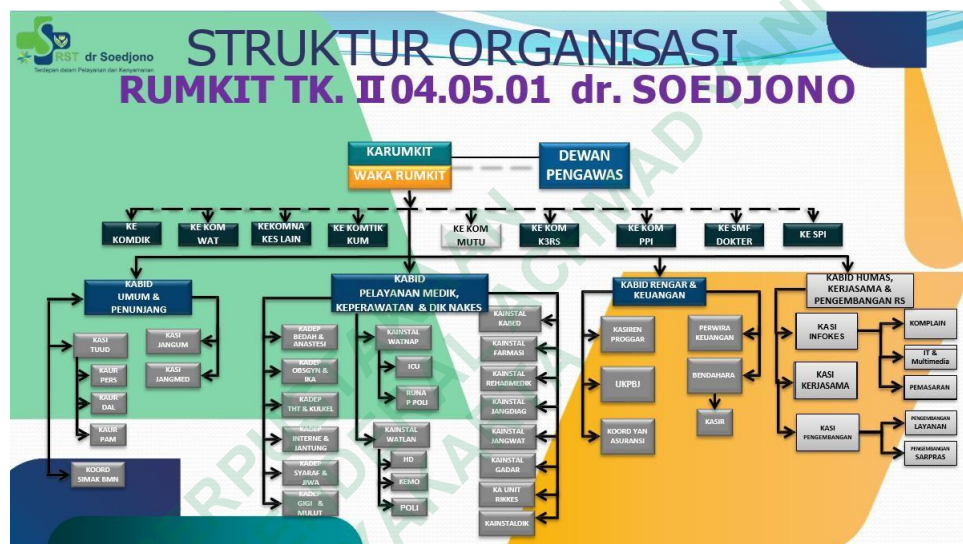 RST dr Soedjono
Terdepan dalam Pelayanan dan Kenyamanan
STRUKTUR ORGANISASI
RUMKIT TK. II 04.05.01 dr. SOEDJONO
KARUMKIT
WAKA RUMKIT
DEWAN
PENGAWAS
KE
KOMDIK
KE KOM
WAT
KEKOMNA
KES LAIN
KE KOMTIK
KUM
KE KOM
MUTU
KE KOM
K3RS
KE KOM
PPI
KE SMF
DOKTER
KE SPI
KABID
UMUM &
PENUNJANG
KABID
PELAYANAN MEDIK,
KEPERAWATAN & DIK NAKES
KABID RENGAR &
KEUANGAN
KABID HUMAS,
KERJASAMA &
PENGEMBANGAN RS
KASI
TUUD
KAUR
PERS
KAUR
DAL
KAUR
PAM
KOORD
SIMAK BMN
KASI
JANGUM
KASI
JANGMED
KADEP
BEDAH &
ANASTESI
KADEP
OBSGYN &
IKA
KADEP
THT & KULKEL
KADEP
INTERNE &
JANTUNG
KADEP
SYARAF &
JIWA
KADEP
GIGI &
MULUT
KAINSTAL
WATNAP
ICU
RUNA
P POLI
KAINSTAL
WATLAN
HD
KEMO
POLI
KAINSTAL
KABED
KAINSTAL
FARMASI
KAINSTAL
REHABMEDIK
KAINSTAL
JANGDIAG
KAINSTAL
JANGWAT
KAINSTAL
GADAR
KA UNIT
RIKKES
KAINSTALDIK
KASIREN
PROGGAR
UKPBJ
KOORD YAN
ASURANSI
PERWIRA
KEUANGAN
BENDAHARA
KASIR
KASI
INFOKES
KASI
KERJASAMA
KASI
PENGEMBANGAN
KOMPLAIN
IT &
Multimedia
PEMASARAN
PENGEMBANGAN
LAYANAN
PENGEMBANGAN
SARPRAS